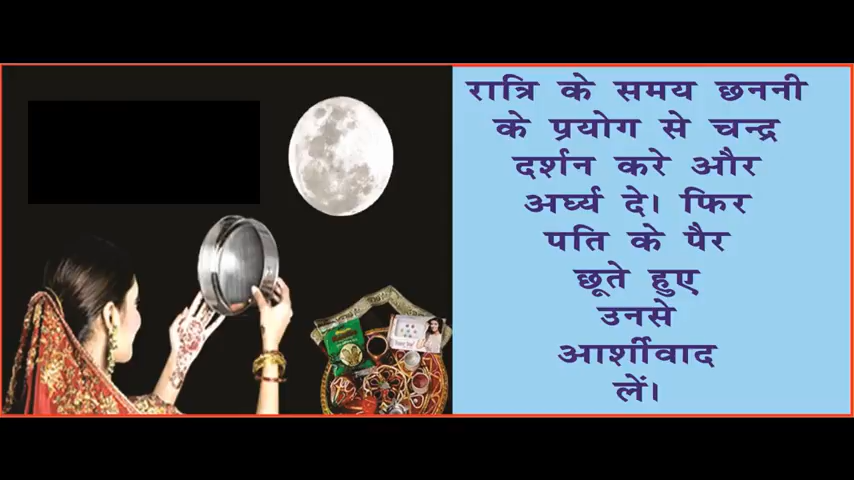 रात्रि के समय छननी
के प्रयोग से चन्द्र
दर्शन करे और
अर्घ्य दे। फिर
पति के पैर
छूते हुए
उनसे
आर्शीवाद
लें।